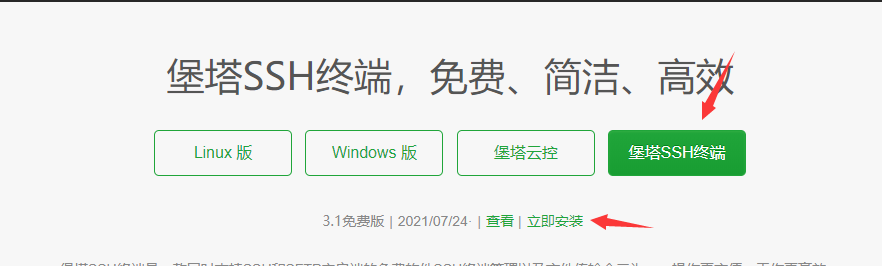 堡塔SSH终端，免费、简洁、高效
Linux 版
Windows 版
堡塔云控
堡塔SSH终端
3.1免费版 | 2021/07/24· | 查看 | 立即安装